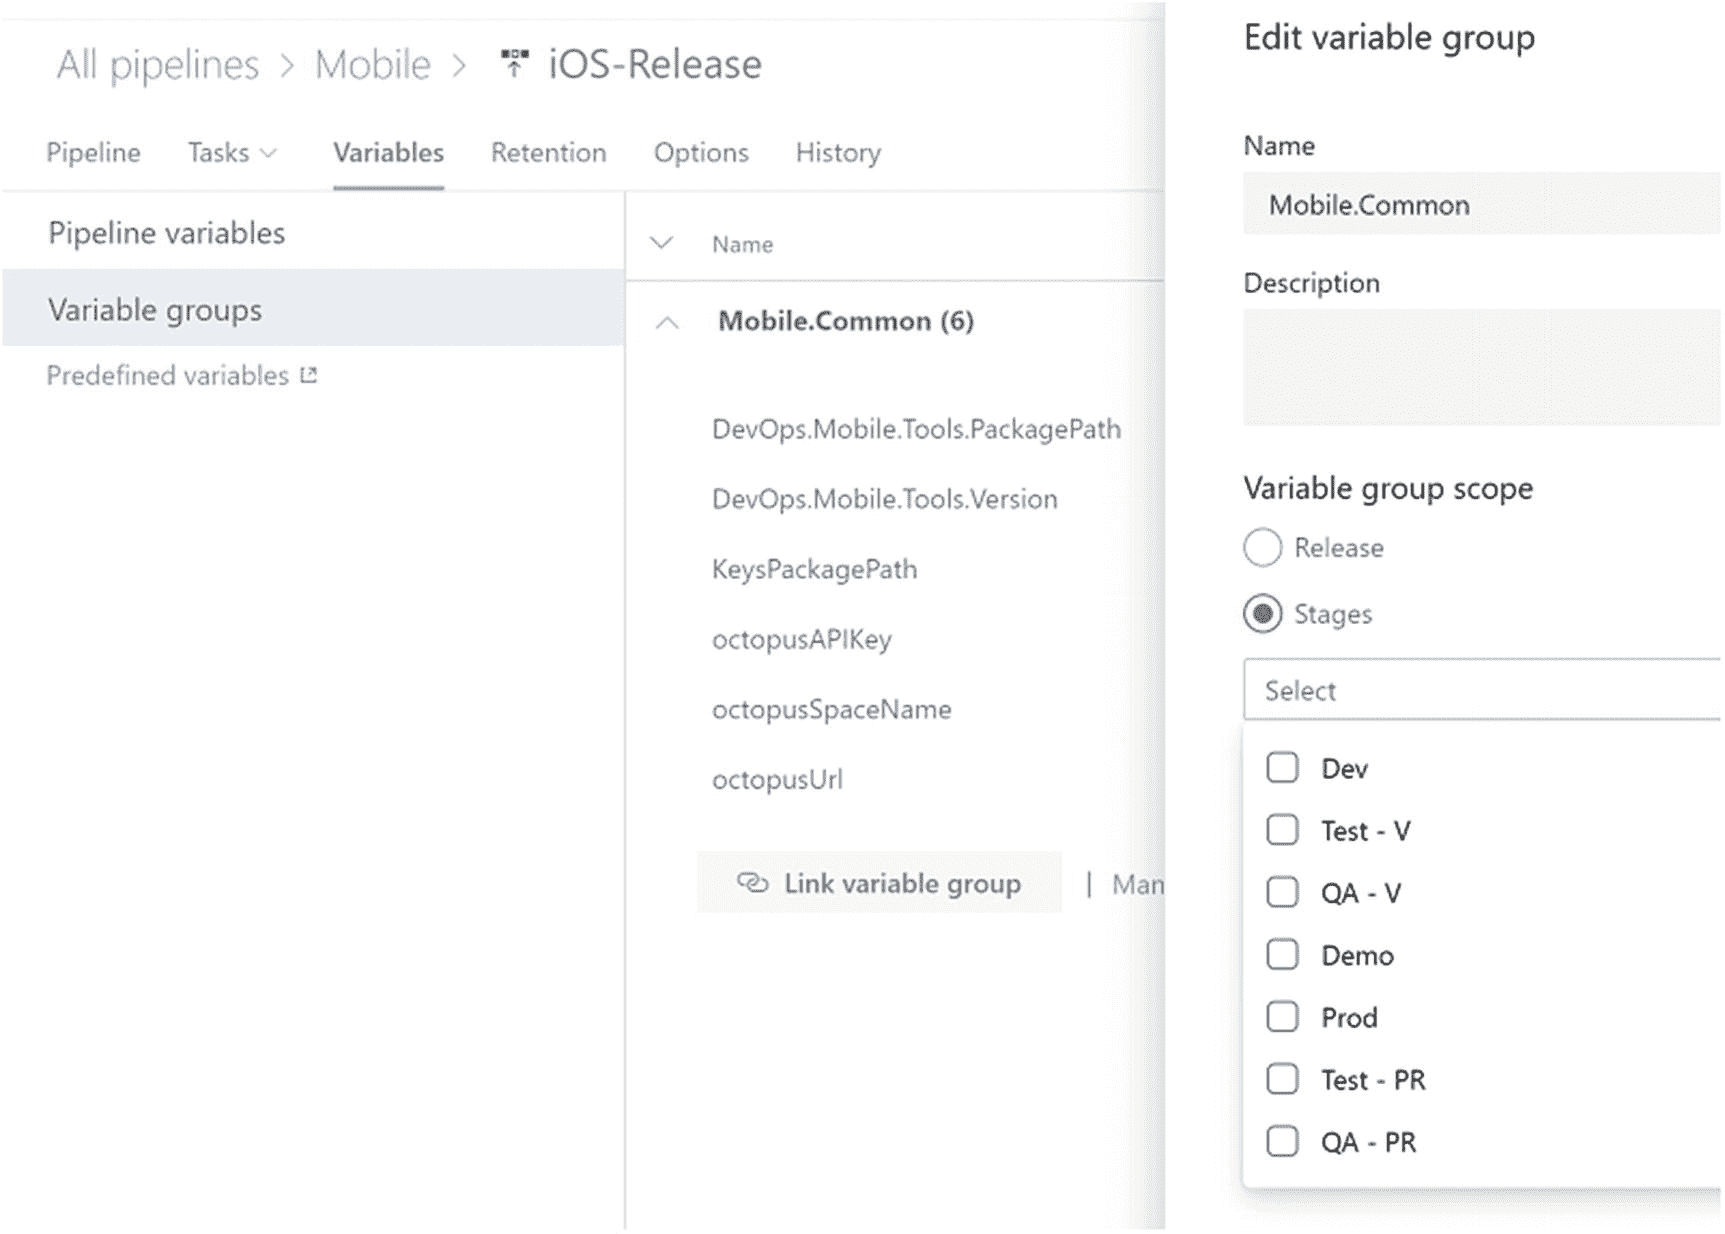 All pipelines > Mobile > iOS-Release
Pipeline Tasks Variables Retention Options History
Pipeline variables
Variable groups
Predefined variables
Name
Mobile.Common (6)
DevOps.Mobile.Tools.PackagePath
DevOps.Mobile.Tools.Version
KeysPackagePath
octopusAPIKey
octopusSpaceName
octopusUrl
Link variable group | Man
Edit variable group
Name
Mobile.Common
Description
Variable group scope
Release
Stages
Select
Dev
Test - V
QA - V
Demo
Prod
Test - PR
QA - PR